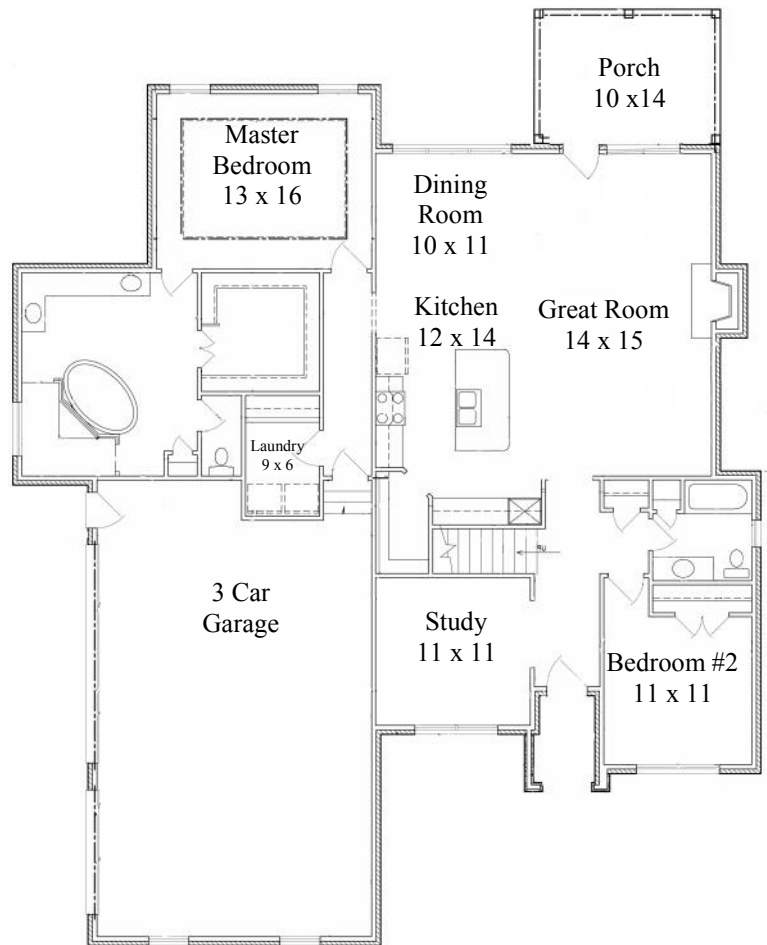 Porch
10 x14
Master
Bedroom
13 x 16
Dining
Room
10 x 11
Kitchen
12 x 14
Great Room
14 x 15
Laundry
9 x 6
3 Car
Garage
Study
11 x 11
Bedroom #2
11 x 11